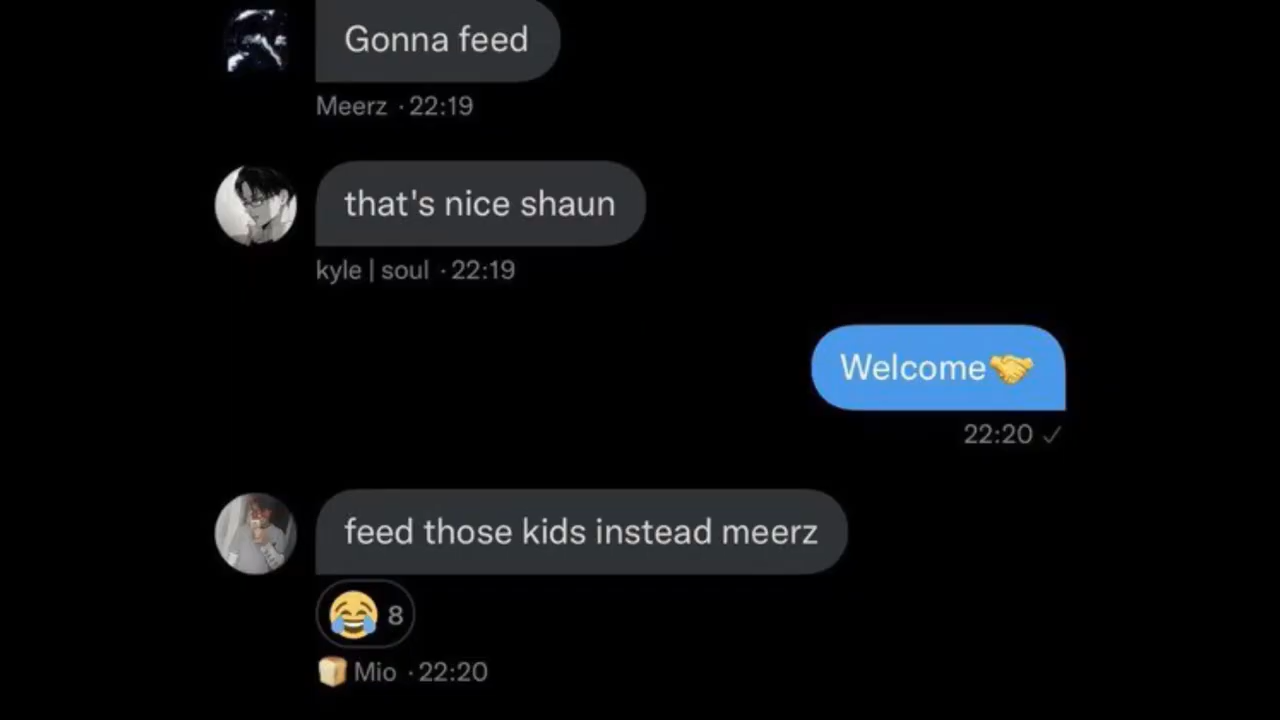 Gonna feed
Meerz · 22:19
that's nice shaun
kyle | soul · 22:19
Welcome🤝
22:20 ✓
feed those kids instead meerz
😂 8
🍞 Mio · 22:20